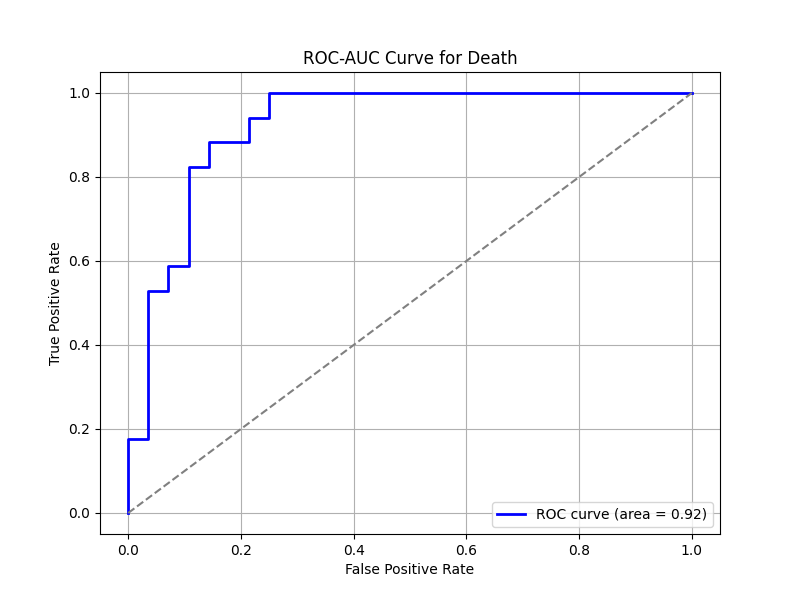 ROC-AUC Curve for Death
1.0
0.8
0.6
0.4
0.2
0.0
True Positive Rate
0.0 0.2 0.4 0.6 0.8 1.0
False Positive Rate
ROC curve (area = 0.92)